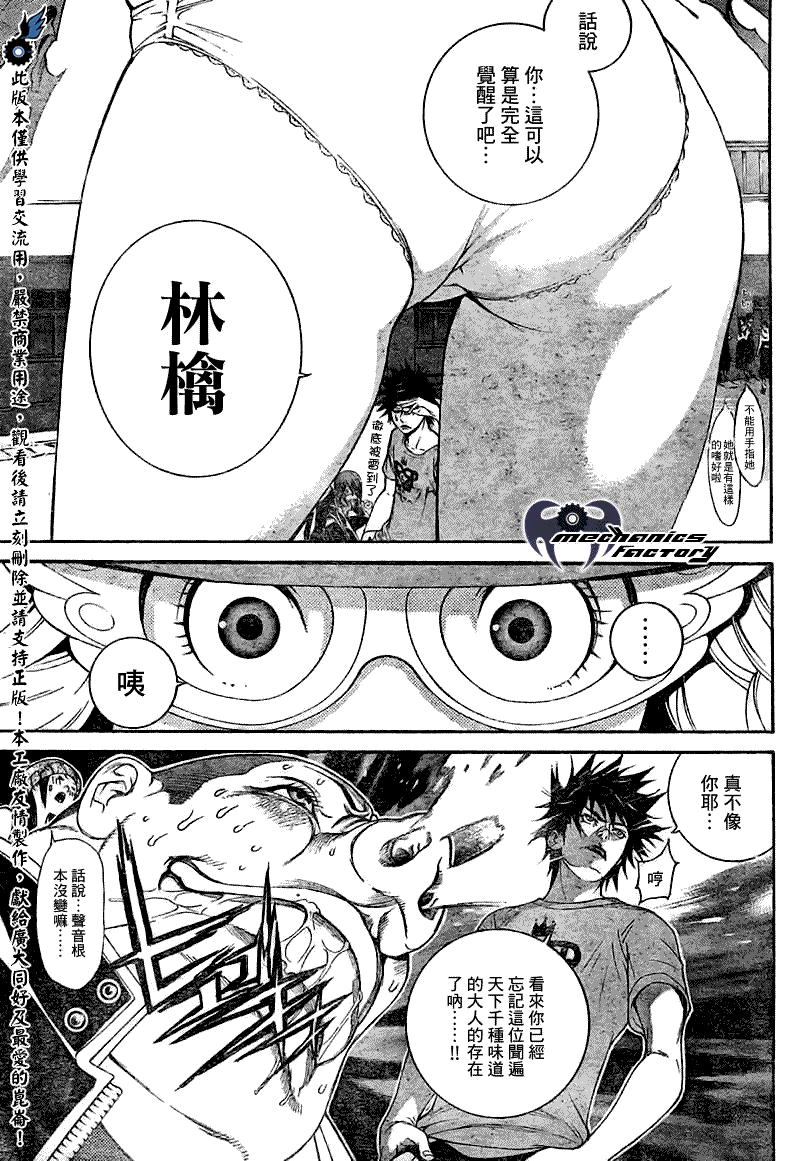 話說
你…這可以
算是完全
覺醒了吧…
林檎
不能用手指她
她就是有這樣
的嗜好啦
徹底被雷到了
mechanics
Factory
……
咦
真不像
你耶…
哼
看來你已經
忘記這位聞遍
天下千種味道
的大人的存在
了吶……!!
話說…聲音根
本沒變嘛……
此版本僅供學習交流用，嚴禁商業用途，觀看後請立刻刪除並請支持正版！本工廠友情製作，獻給廣大同好及最愛的崑崙！